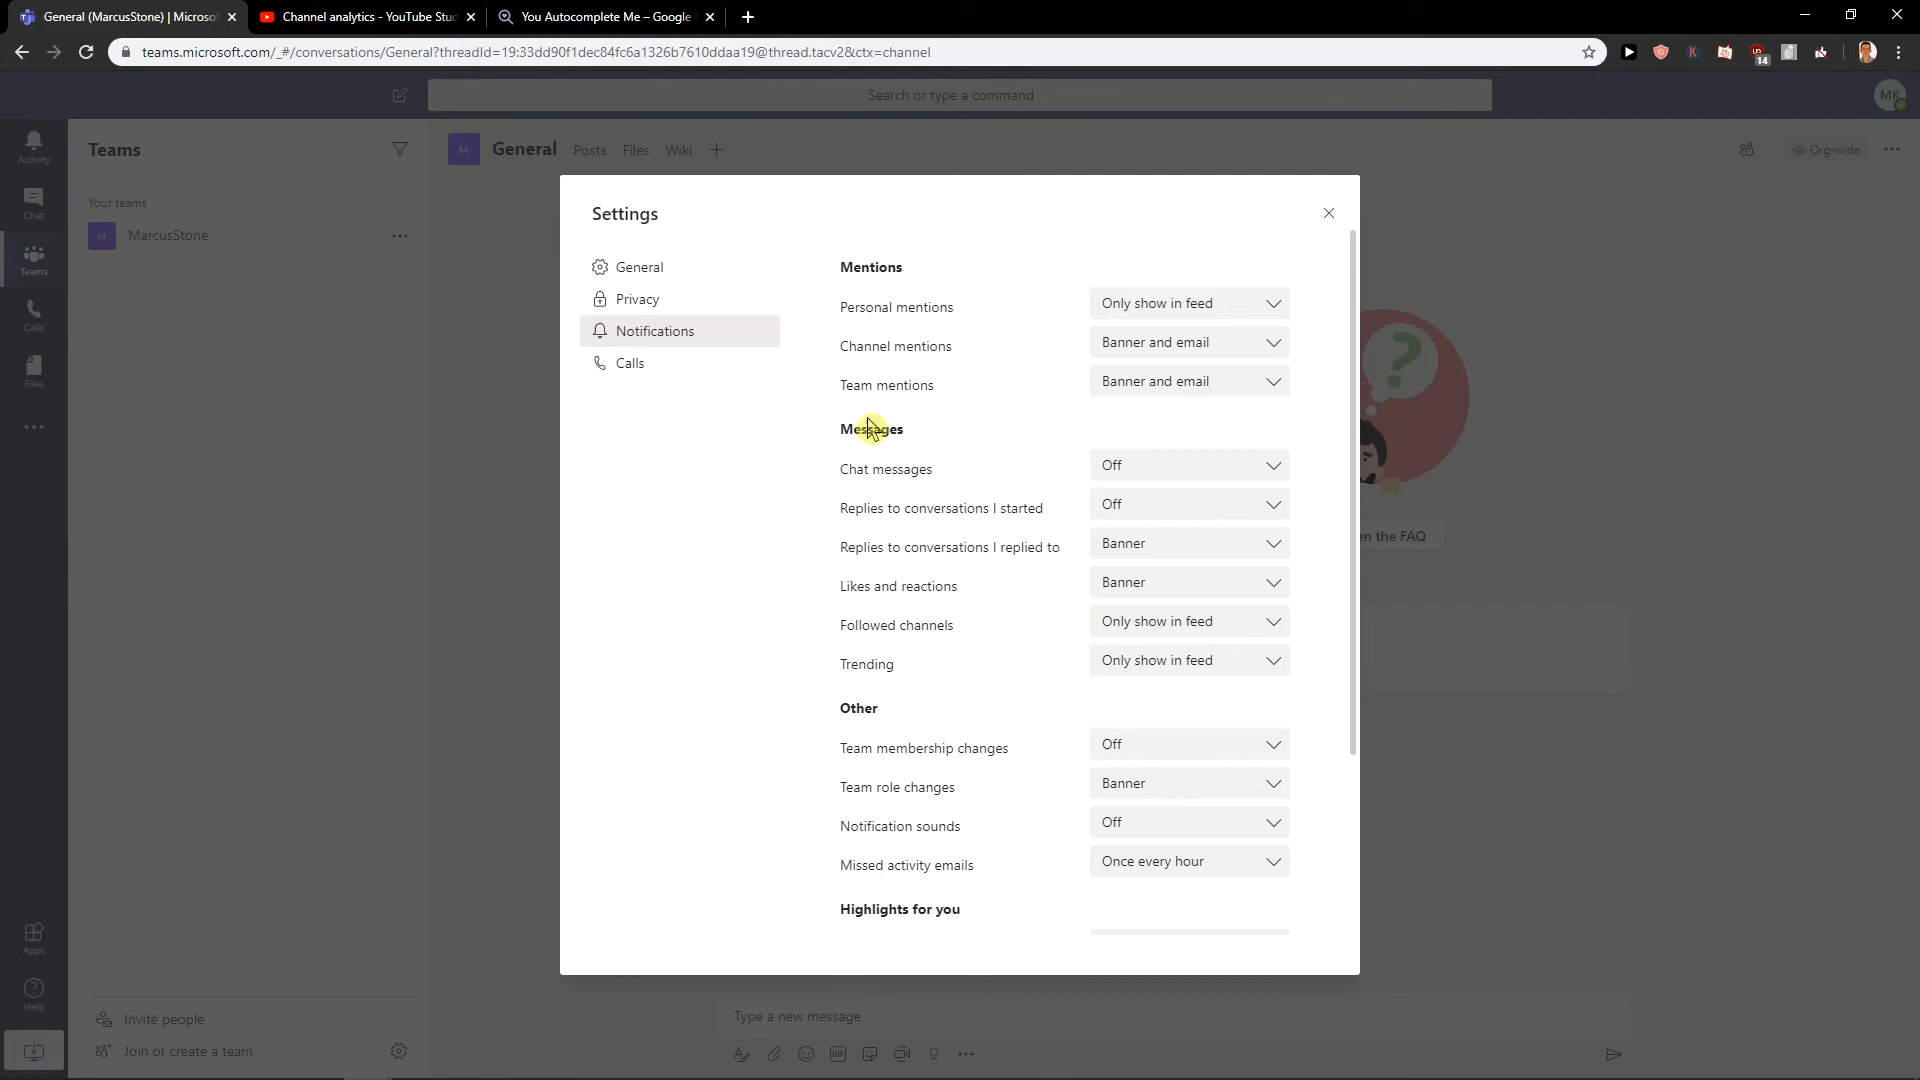 General (MarcusStone) | Microso
Channel analytics - YouTube Stud
You Autocomplete Me – Google
teams.microsoft.com/_#/conversations/General?threadId=19:33dd90f1dec84fc6a1326b7610ddaa19@thread.tacv2&ctx=channel
K
14
Search or type a command
MK
Activity
Chat
Teams
Calls
Files
Apps
Help
Teams
Your teams
M MarcusStone
Invite people
Join or create a team
M General Posts Files Wiki
Org-wide
Settings
General
Privacy
Notifications
Calls
Mentions
Personal mentions Only show in feed
Channel mentions Banner and email
Team mentions Banner and email
Messages
Chat messages Off
Replies to conversations I started Off
Replies to conversations I replied to Banner
Likes and reactions Banner
Followed channels Only show in feed
Trending Only show in feed
Other
Team membership changes Off
Team role changes Banner
Notification sounds Off
Missed activity emails Once every hour
Highlights for you
en the FAQ
Type a new message
GIF